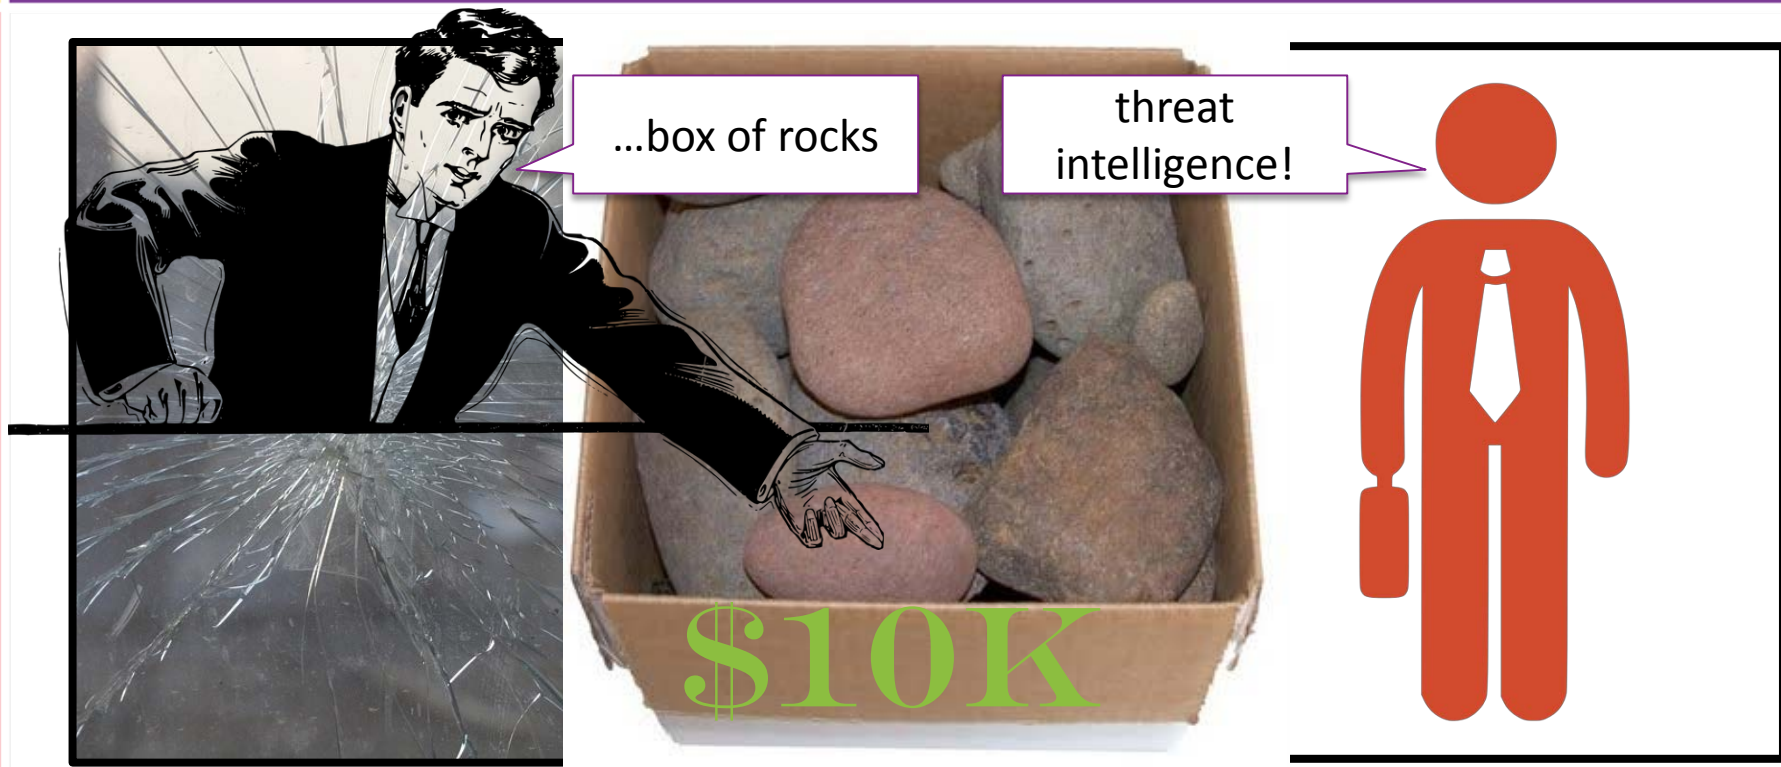 ...box of rocks
threat
intelligence!
$10K